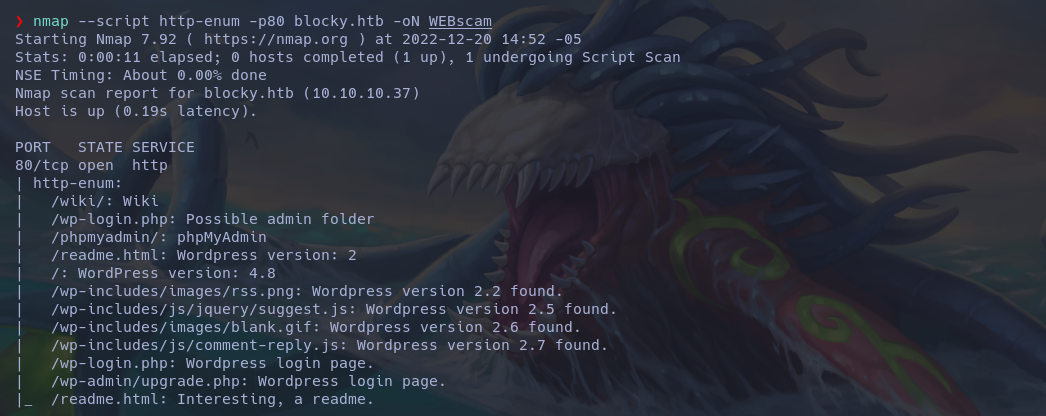 ❯ nmap --script http-enum -p80 blocky.htb -oN WEBscam
Starting Nmap 7.92 ( https://nmap.org ) at 2022-12-20 14:52 -05
Stats: 0:00:11 elapsed; 0 hosts completed (1 up), 1 undergoing Script Scan
NSE Timing: About 0.00% done
Nmap scan report for blocky.htb (10.10.10.37)
Host is up (0.19s latency).
PORT   STATE SERVICE
80/tcp open  http
| http-enum:
|   /wiki/: Wiki
|   /wp-login.php: Possible admin folder
|   /phpmyadmin/: phpMyAdmin
|   /readme.html: Wordpress version: 2
|   /: WordPress version: 4.8
|   /wp-includes/images/rss.png: Wordpress version 2.2 found.
|   /wp-includes/js/jquery/suggest.js: Wordpress version 2.5 found.
|   /wp-includes/images/blank.gif: Wordpress version 2.6 found.
|   /wp-includes/js/comment-reply.js: Wordpress version 2.7 found.
|   /wp-login.php: Wordpress login page.
|   /wp-admin/upgrade.php: Wordpress login page.
|_  /readme.html: Interesting, a readme.